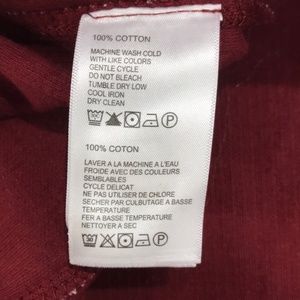 100% COTTON
MACHINE WASH COLD
WITH LIKE COLORS
GENTLE CYCLE
DO NOT BLEACH
TUMBLE DRY LOW
COOL IRON
DRY CLEAN
100% COTON
LAVER A LA MACHINE A L'EAU
FROIDE AVEC DES COULEURS
SEMBLABLES
CYCLE DELICAT
NE PAS UTILISER DE CHLORE
SECHER PAR CULBUTAGE A BASSE
TEMPERATURE
FER A BASSE TEMPERATURE
NETTOYER A SEC